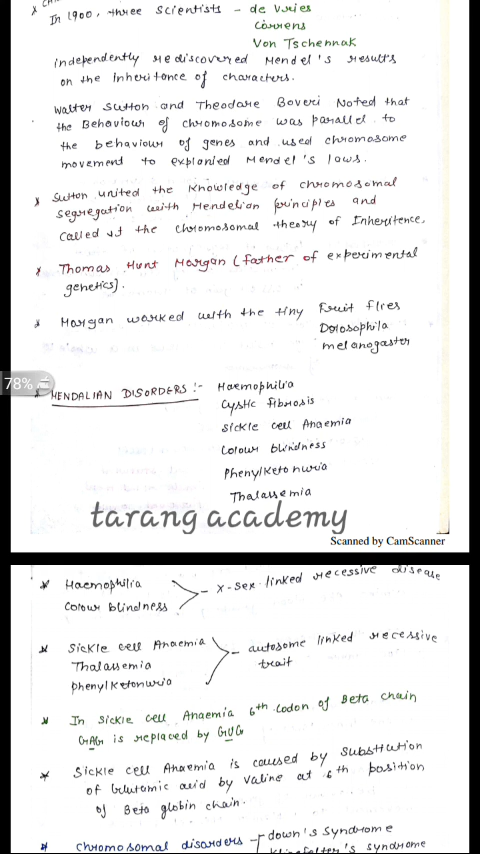 * In 1900, three scientists - de Vries
Correns
Von Tschennak
independently rediscovered Mendel's results
on the inheritance of characters.
Walter Sutton and Theodare Boveri Noted that
the Behaviour of chromosome was parallel to
the behaviour of genes and used chromosome
movement to explanied Mendel's laws.
* Sutton united the knowledge of chromosomal
segregation with Mendelian principles and
called it the chromosomal theory of Inheritence.
* Thomas Hunt Morgan (father of experimental
genetics).
* Morgan worked with the tiny Fruit flies
Dorosophila
melanogaster
78%
* MENDALIAN DISORDERS :- Haemophilia
Cystic fibrosis
sickle cell Anaemia
colour blindness
Phenylketonuria
Thalassemia
tarang academy
Scanned by CamScanner
* Haemophilia
colour blindness - X-sex-linked recessive disease
* Sickle cell Anaemia
Thalassemia
Phenylketonuria - autosome linked recessive
trait
* In Sickle cell Anaemia 6th codon of Beta chain
GAG is replaced by GUG
* Sickle cell Anaemia is caused by substitution
of Glutamic acid by Valine at 6th position
of Beta globin chain.
* Chromosomal disorders - down's syndrome
Klinefelter's syndrome